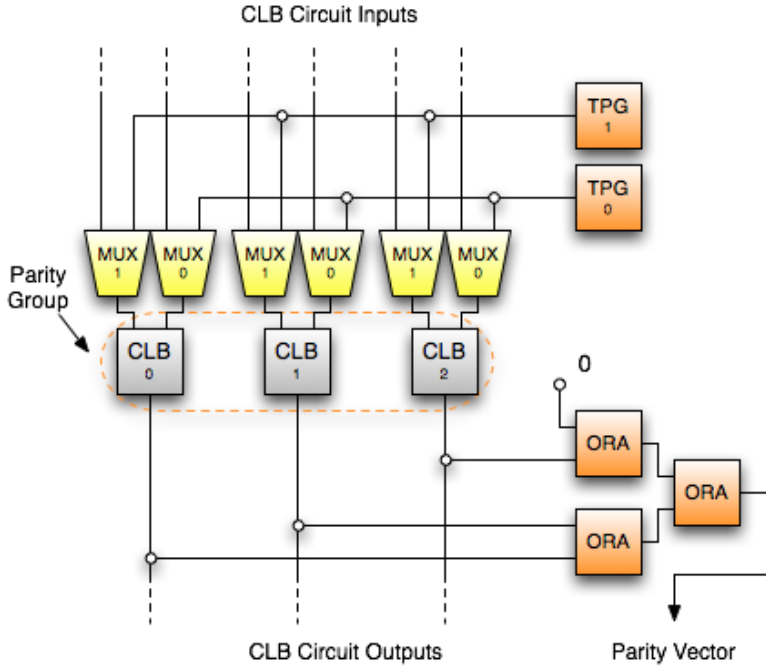 CLB Circuit Inputs
TPG
1
TPG
0
MUX
1
MUX
0
MUX
1
MUX
0
MUX
1
MUX
0
Parity
Group
CLB
0
CLB
1
CLB
2
0
ORA
ORA
ORA
CLB Circuit Outputs
Parity Vector